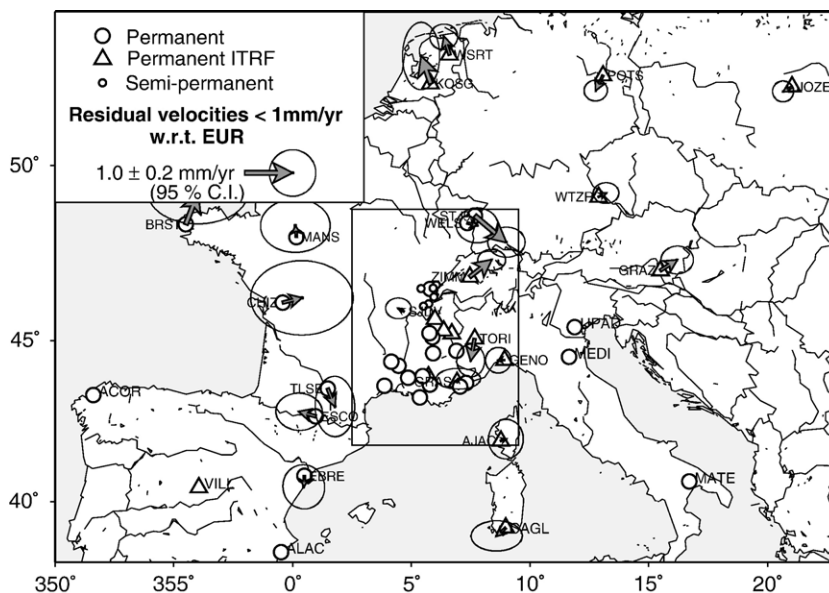 Permanent
Permanent ITRF
Semi-permanent
Residual velocities < 1mm/yr
w.r.t. EUR
1.0 ± 0.2 mm/yr
(95 % C.I.)
WSRT
KOSG
POTS
JOZE
50°
WTZR
BRST
MANS
WELS
ZIMM
GRAZ
CHIZ
SJDV
UPAD
45°
TORI
MEDI
GENO
GRAS
TLSE
ACOR
ESCO
AJAC
EBRE
VILL
MATE
40°
CAGL
ALAC
350° 355° 0° 5° 10° 15° 20°